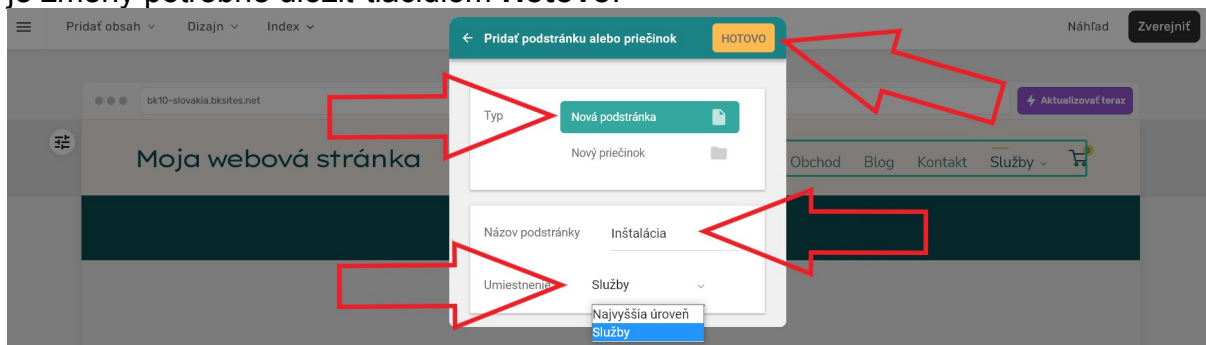 je zmeny potrebné uložiť tlačidlom Hotovo.
Pridať obsah Dizajn Index
Pridať podstránku alebo priečinok HOTOVO
Náhľad Zverejniť
bk10-slovakia.bksites.net
Aktualizovať teraz
Typ Nová podstránka
Nový priečinok
Moja webová stránka
Obchod Blog Kontakt Služby
Názov podstránky Inštalácia
Umiestnenie Služby
Najvyššia úroveň
Služby